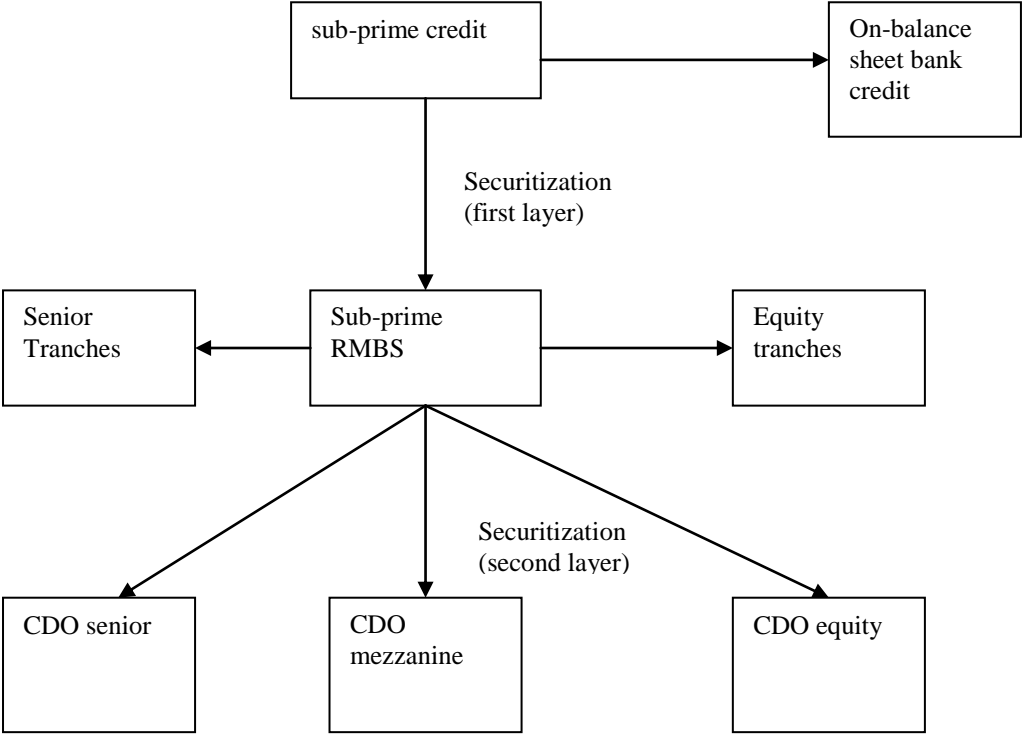 sub-prime credit
On-balance
sheet bank
credit
Securitization
(first layer)
Senior
Tranches
Sub-prime
RMBS
Equity
tranches
Securitization
(second layer)
CDO senior
CDO
mezzanine
CDO equity